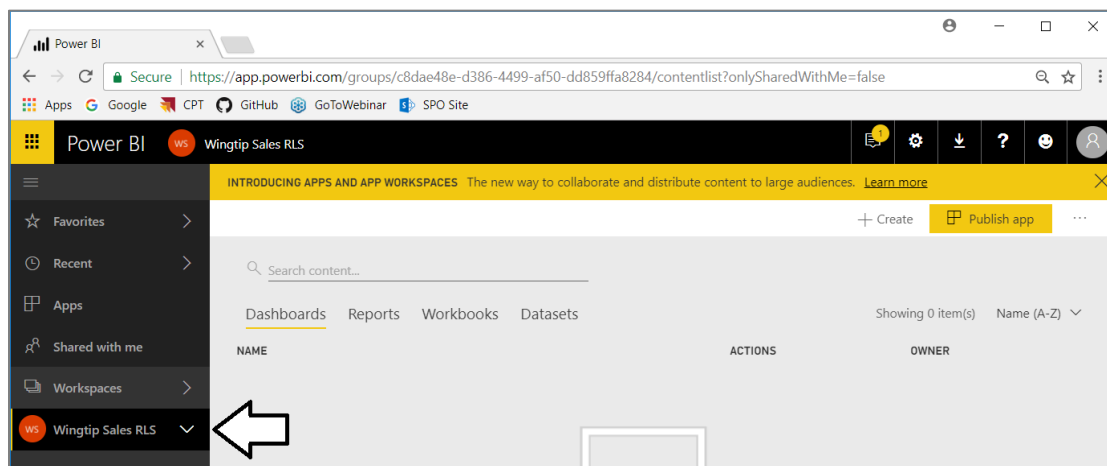 Power BI
Secure | https://app.powerbi.com/groups/c8dae48e-d386-4499-af50-dd859ffa8284/contentlist?onlySharedWithMe=false
Apps G Google CPT GitHub GoToWebinar SPO Site
Power BI WS Wingtip Sales RLS 1 ?
INTRODUCING APPS AND APP WORKSPACES The new way to collaborate and distribute content to large audiences. Learn more
Favorites
+ Create Publish app ...
Recent
Search content...
Apps
Dashboards Reports Workbooks Datasets Showing 0 item(s) Name (A-Z)
Shared with me
NAME ACTIONS OWNER
Workspaces
WS Wingtip Sales RLS